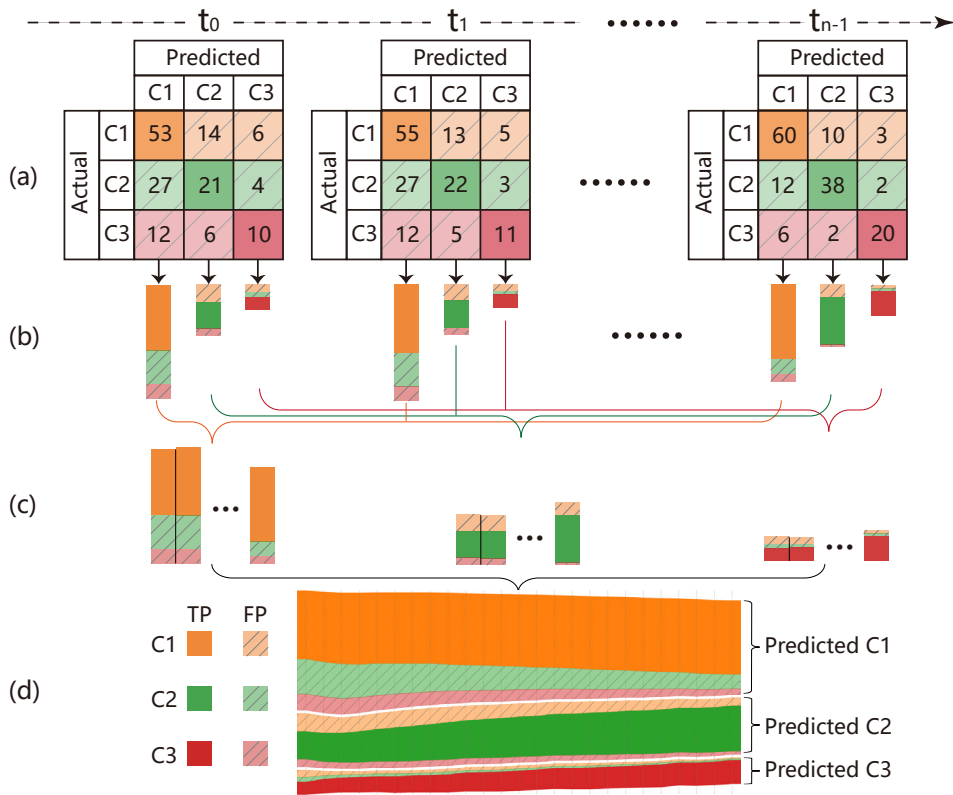 t0 t1 •••••• tn-1
Predicted Predicted Predicted
C1 C2 C3 C1 C2 C3 C1 C2 C3
(a)
Actual C1 53 14 6 Actual C1 55 13 5 Actual C1 60 10 3
C2 27 21 4 C2 27 22 3 •••••• C2 12 38 2
C3 12 6 10 C3 12 5 11 C3 6 2 20
(b) ••••••
(c) ••• ••• •••
TP FP
C1 Predicted C1
(d) C2 Predicted C2
C3 Predicted C3